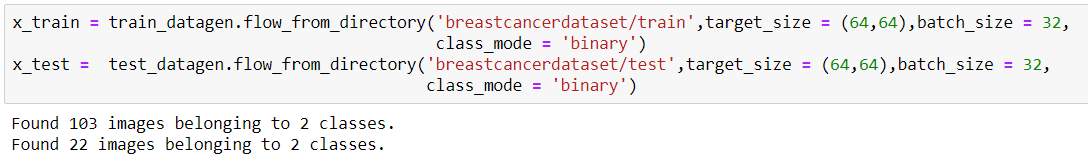 x_train = train_datagen.flow_from_directory('breastcancerdataset/train',target_size = (64,64),batch_size = 32,
class_mode = 'binary')
x_test =  test_datagen.flow_from_directory('breastcancerdataset/test',target_size = (64,64),batch_size = 32,
class_mode = 'binary')
Found 103 images belonging to 2 classes.
Found 22 images belonging to 2 classes.